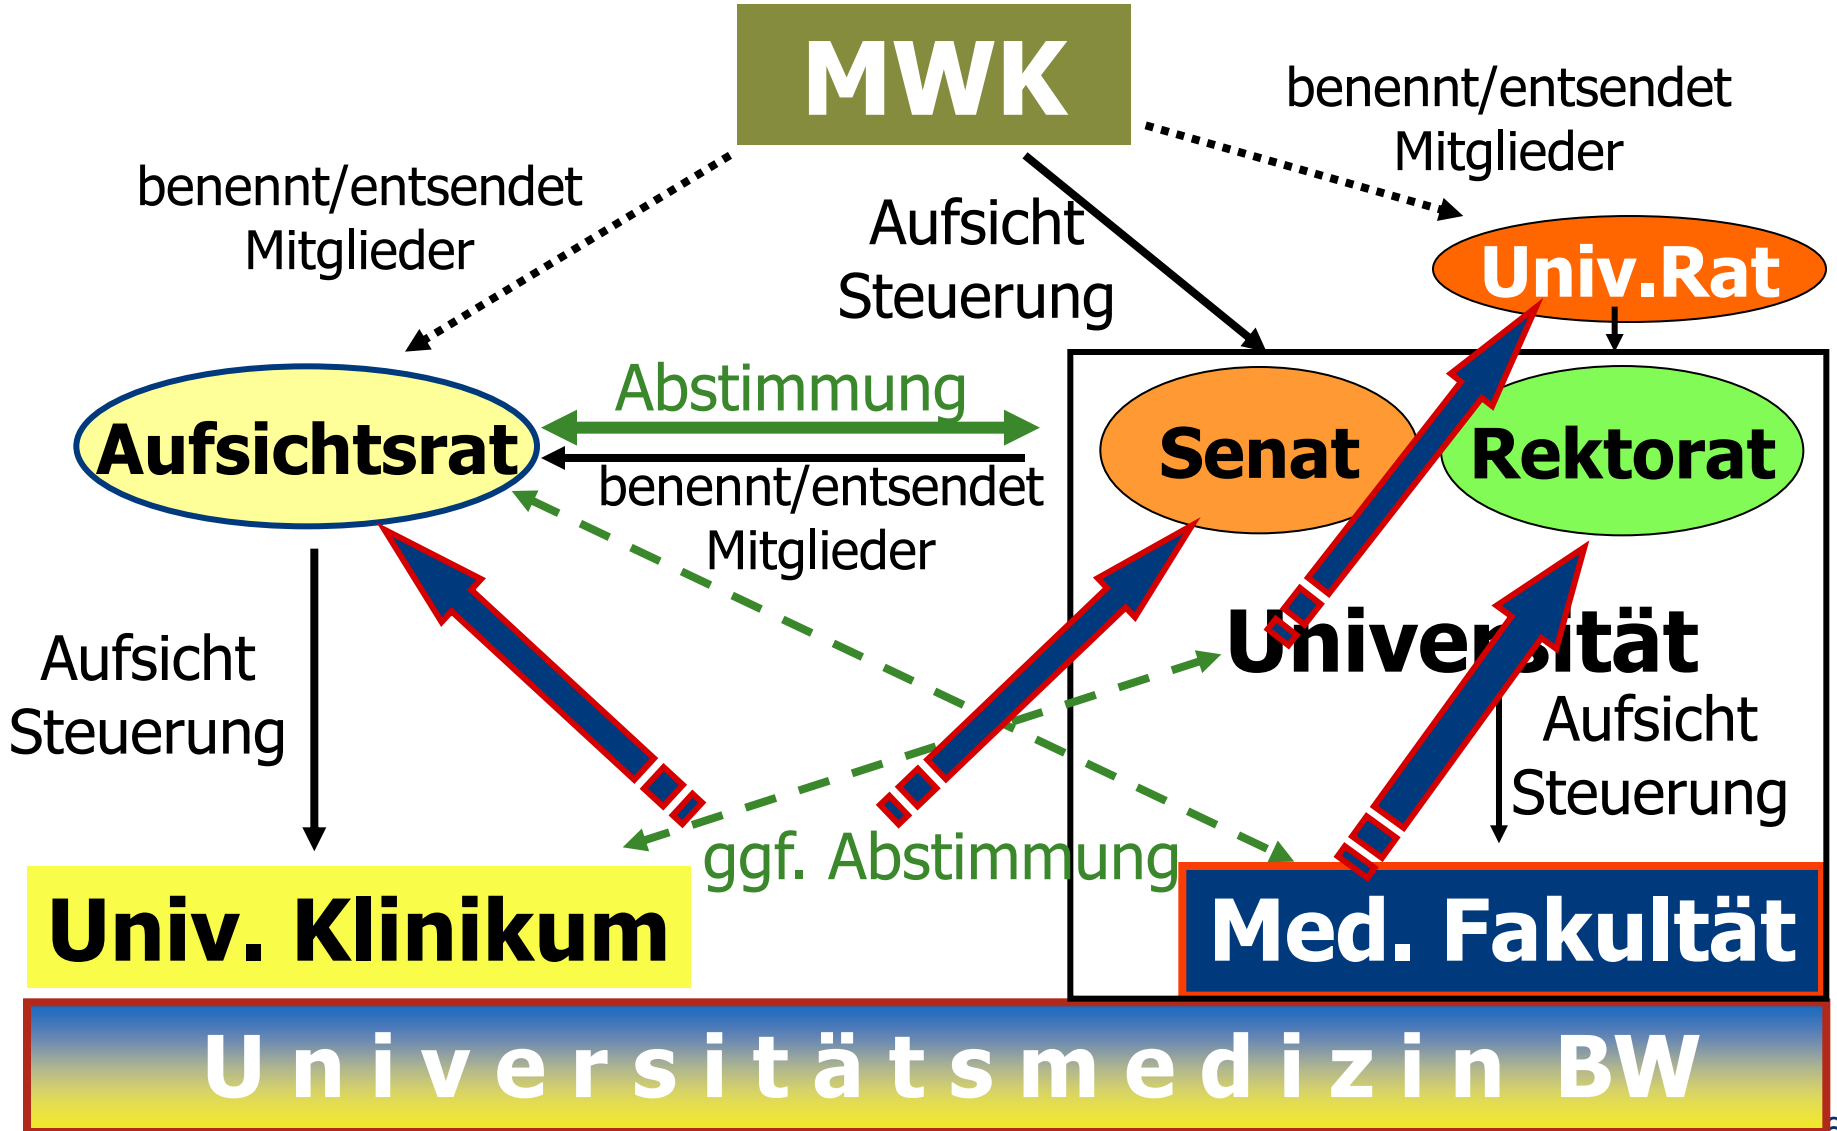 MWK
benennt/entsendet
Mitglieder
benennt/entsendet
Mitglieder
Aufsicht
Steuerung
Univ.Rat
Abstimmung
Aufsichtsrat
benennt/entsendet
Mitglieder
Senat
Rektorat
Universität
Aufsicht
Steuerung
Aufsicht
Steuerung
ggf. Abstimmung
Univ. Klinikum
Med. Fakultät
Universitätsmedizin BW